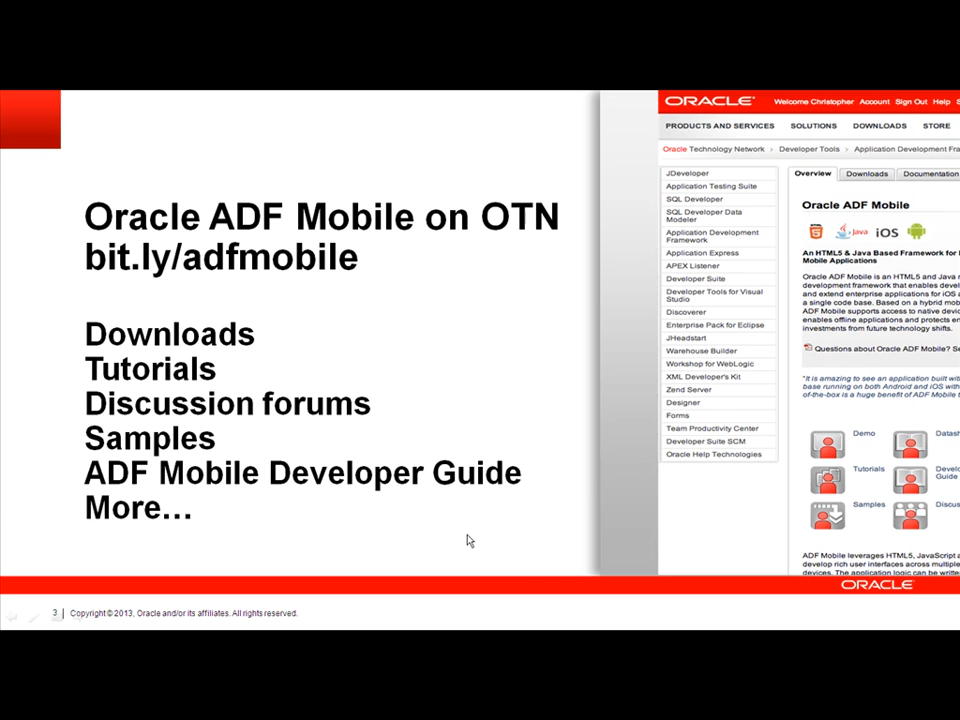 Oracle ADF Mobile on OTN
bit.ly/adfmobile
Downloads
Tutorials
Discussion forums
Samples
ADF Mobile Developer Guide
More…
ORACLE
Welcome Christopher Account Sign Out Help
PRODUCTS AND SERVICES SOLUTIONS DOWNLOADS STORE
Oracle Technology Network > Developer Tools > Application Development Fra
JDeveloper
Application Testing Suite
SQL Developer
SQL Developer Data
Modeler
Application Development
Framework
Application Express
APEX Listener
Developer Suite
Developer Tools for Visual
Studio
Discoverer
Enterprise Pack for Eclipse
JHeadstart
Warehouse Builder
Workshop for WebLogic
XML Developer's Kit
Zend Server
Designer
Forms
Team Productivity Center
Developer Suite SCM
Oracle Help Technologies
Overview Downloads Documentation
Oracle ADF Mobile
Java iOS
An HTML5 & Java Based Framework for
Mobile Applications
Oracle ADF Mobile is an HTML5 and Java
development framework that enables devel
and extend enterprise applications for iOS
a single code base. Based on a hybrid mob
ADF Mobile supports access to native devic
enables offline applications and protects en
investments from future technology shifts.
Questions about Oracle ADF Mobile? Se
"It is amazing to see an application built wit
base running on both Android and iOS with
of-the-box is a huge benefit of ADF Mobile
Demo Datash
Tutorials Develo
Guide
Samples Discus
ADF Mobile leverages HTML5, JavaScript
develop rich user interfaces across multiple
devices. The application logic can be writte
ORACLE
3 Copyright © 2013, Oracle and/or its affiliates. All rights reserved.